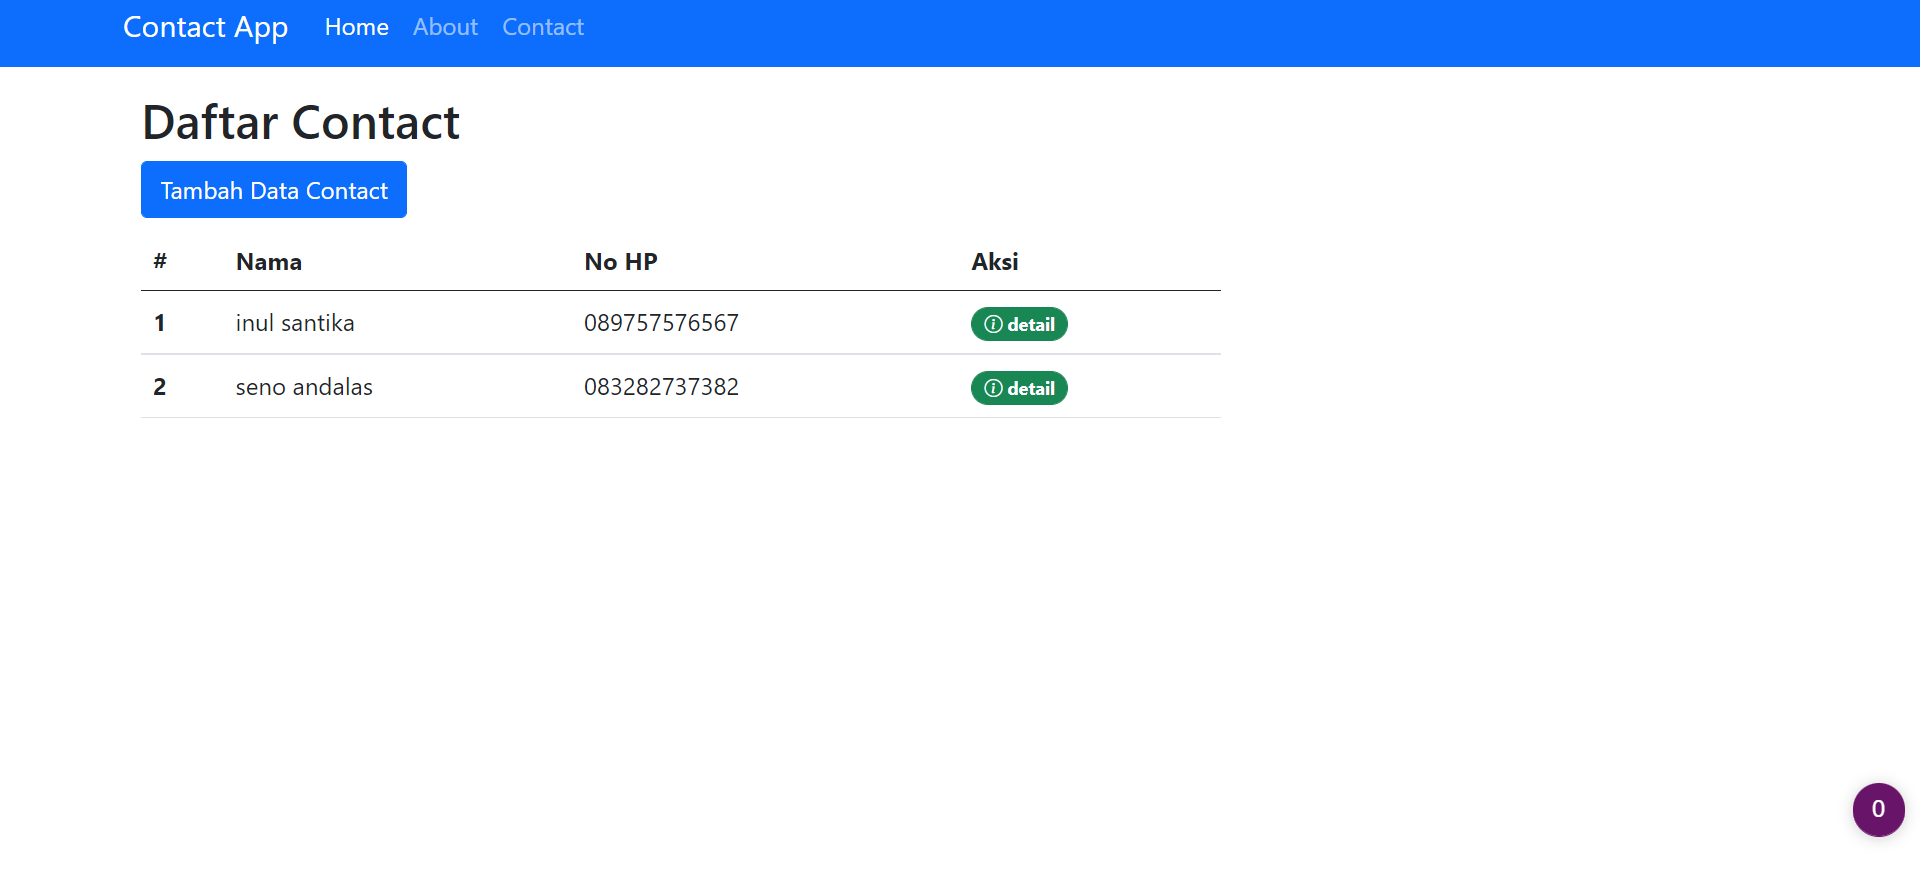 Contact App Home About Contact
Daftar Contact
Tambah Data Contact
# Nama No HP Aksi
1 inul santika 089757576567 detail
2 seno andalas 083282737382 detail
0